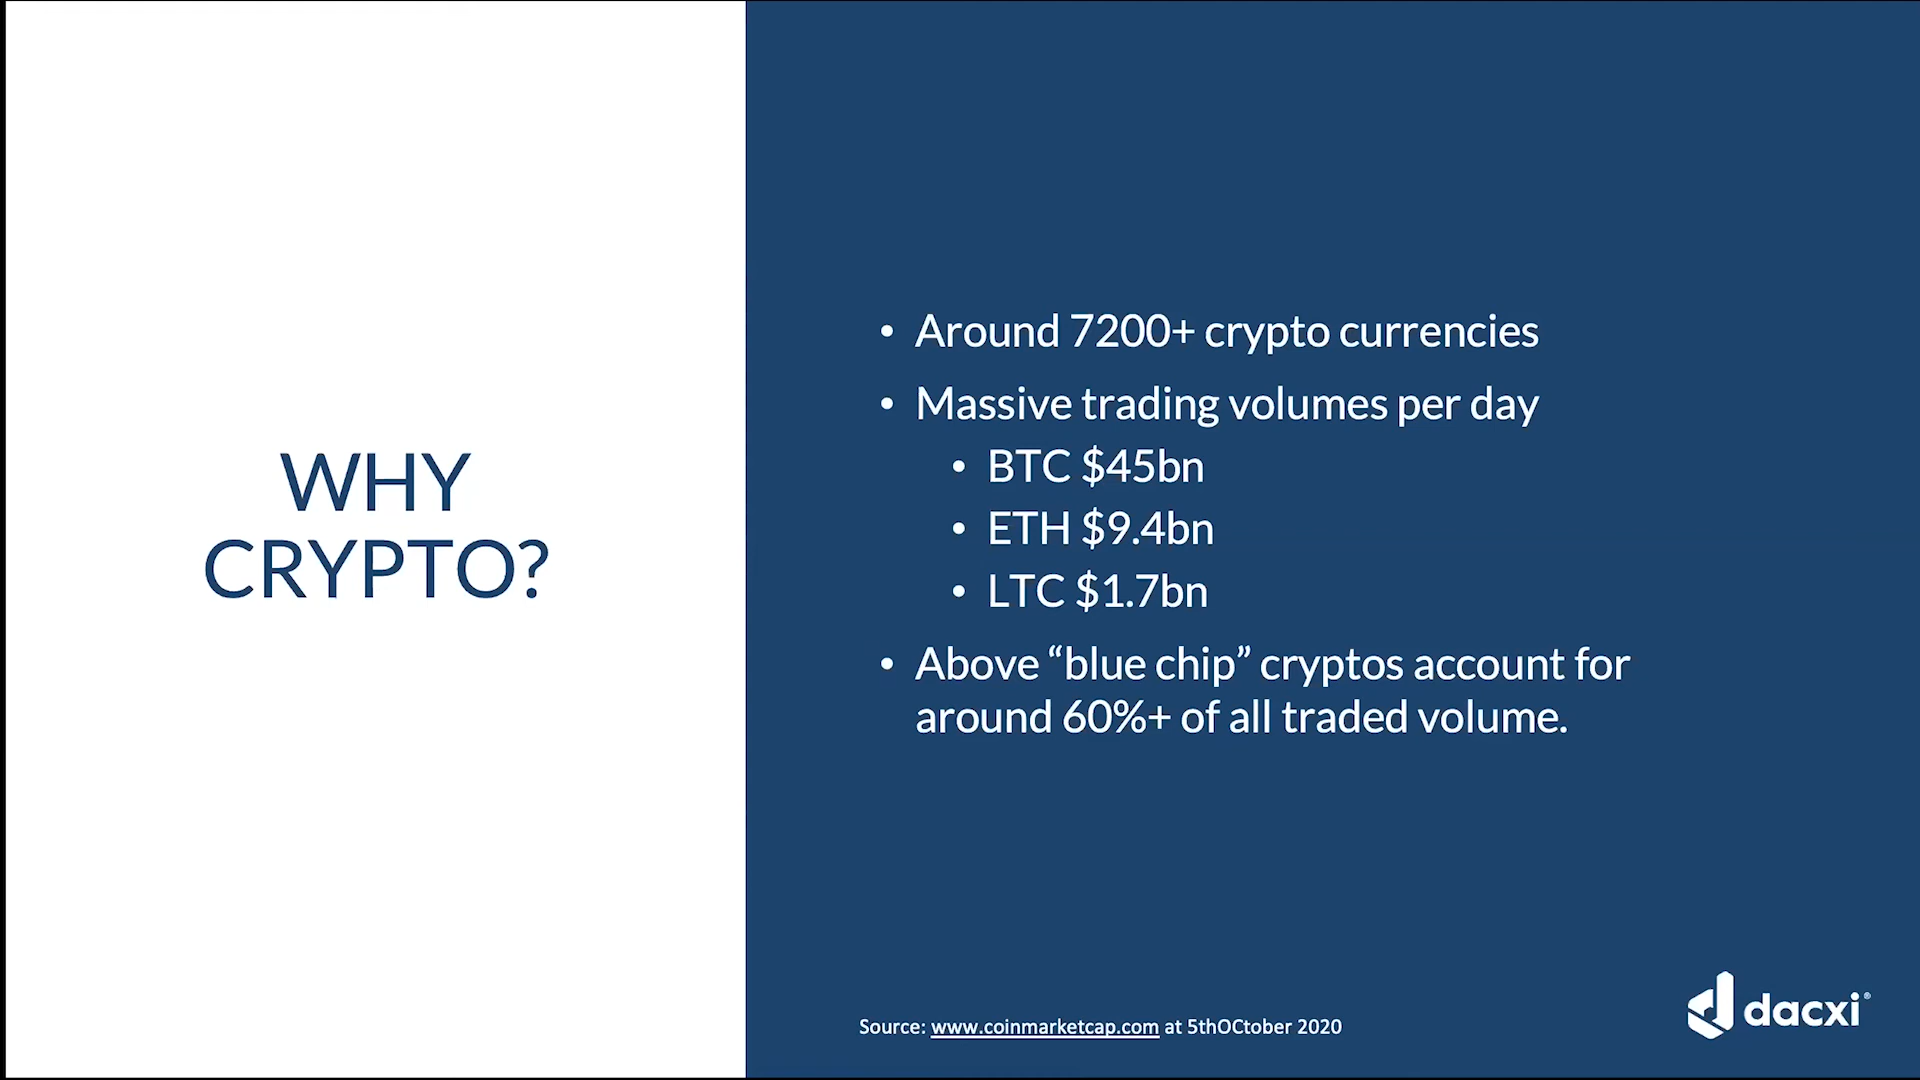 WHY
CRYPTO?
• Around 7200+ crypto currencies
• Massive trading volumes per day
• BTC $45bn
• ETH $9.4bn
• LTC $1.7bn
• Above “blue chip” cryptos account for
around 60%+ of all traded volume.
Source: www.coinmarketcap.com at 5thOCtober 2020
dacxi®